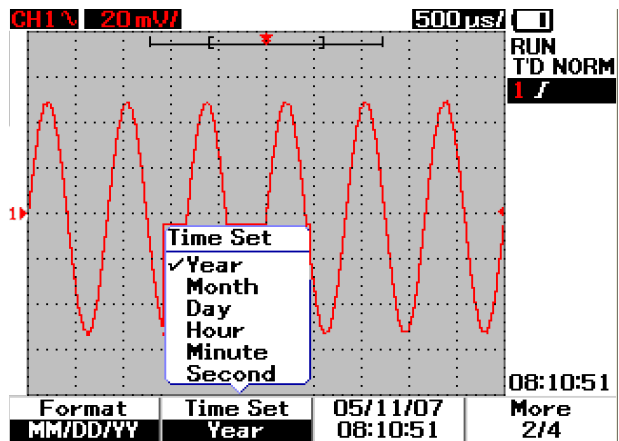 CH1 20 mV/ 500 µs/
RUN
T'D NORM
1
1
Time Set
✓Year
Month
Day
Hour
Minute
Second
08:10:51
Format Time Set 05/11/07 More
MM/DD/YY Year 08:10:51 2/4